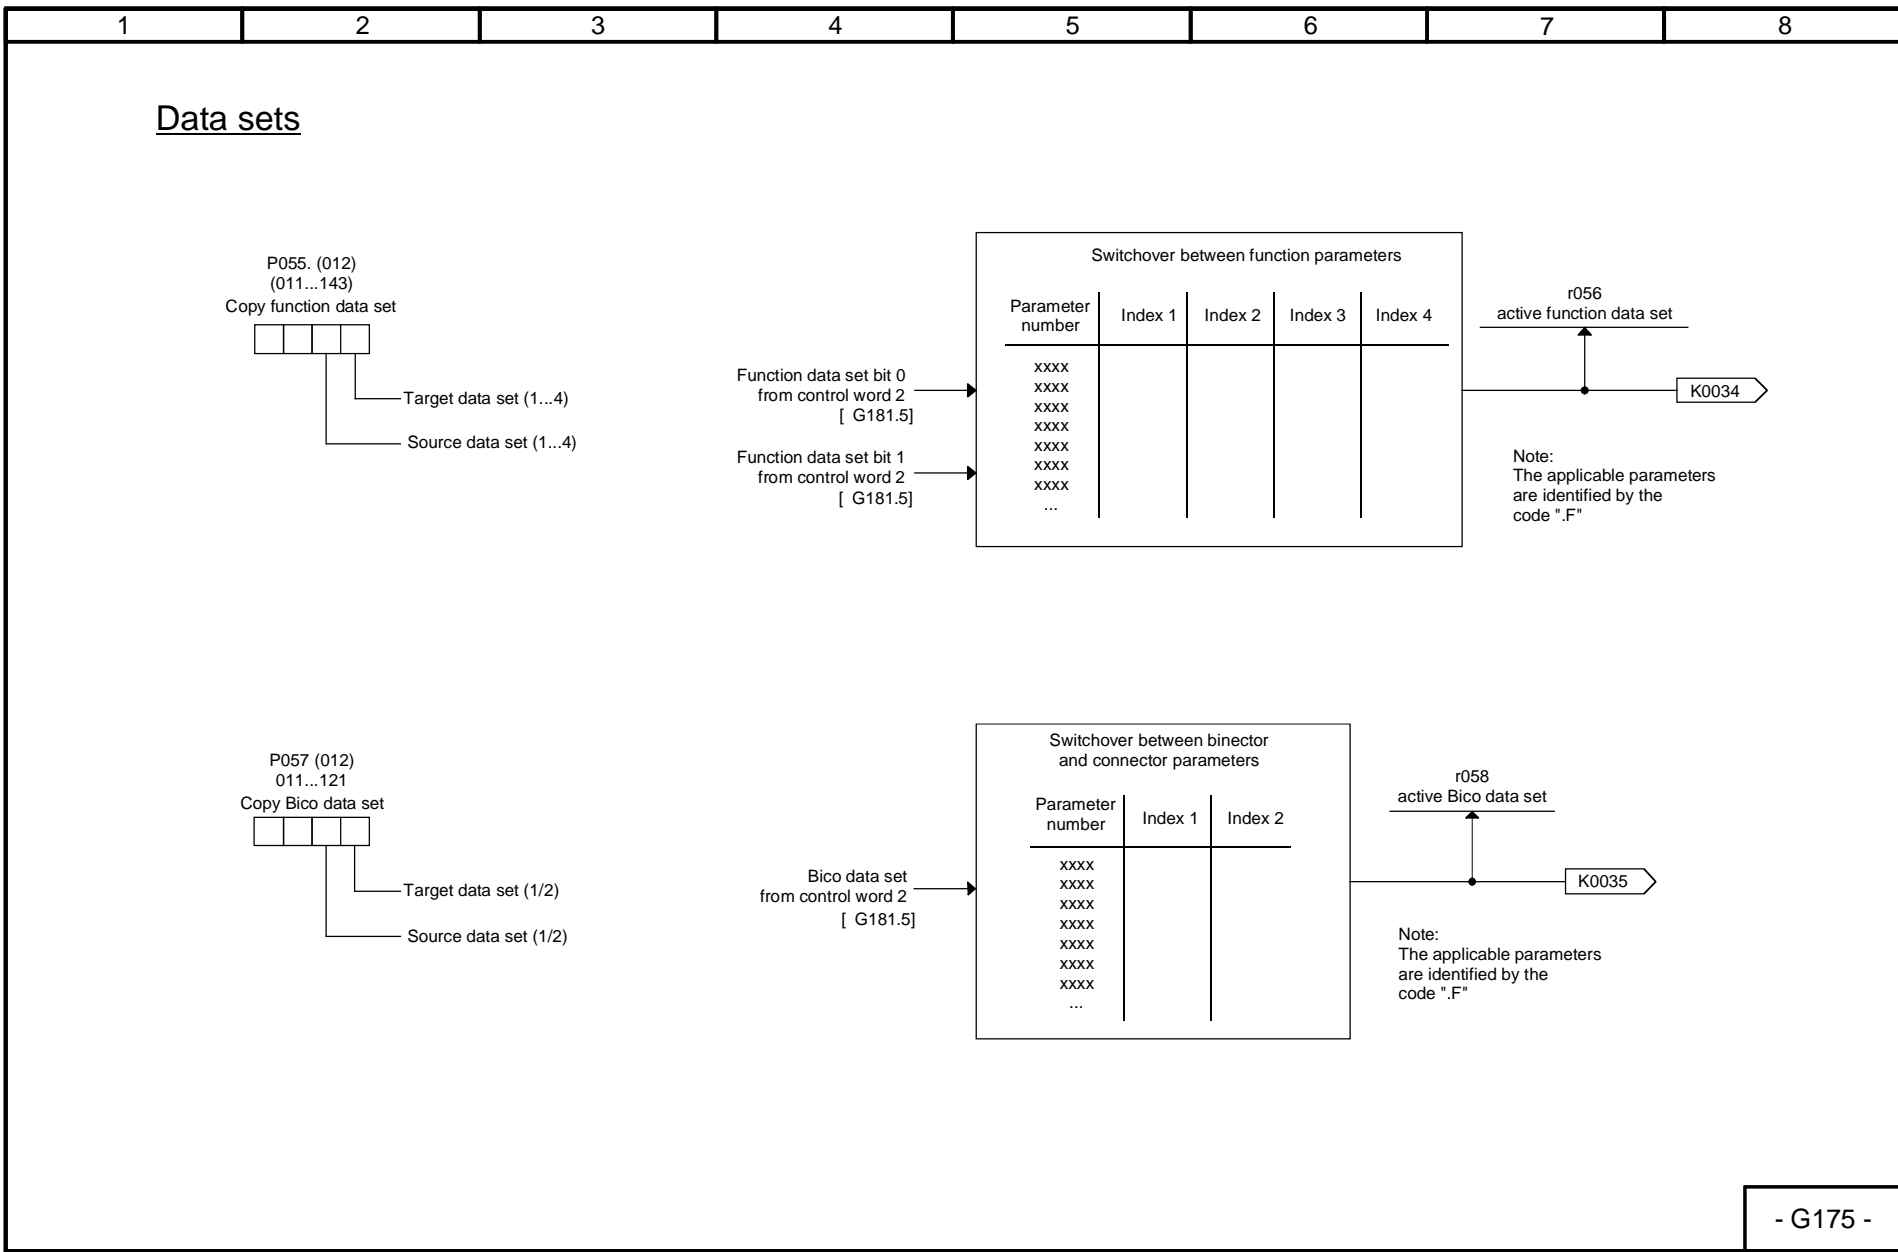 1 2 3 4 5 6 7 8
Data sets
P055. (012)
(011...143)
Copy function data set
Target data set (1...4)
Source data set (1...4)
Function data set bit 0
from control word 2
[ G181.5]
Function data set bit 1
from control word 2
[ G181.5]
Switchover between function parameters
Parameter
number
Index 1 Index 2 Index 3 Index 4
xxxx
xxxx
xxxx
xxxx
xxxx
xxxx
xxxx
...
r056
active function data set
K0034
Note:
The applicable parameters
are identified by the
code ".F"
P057 (012)
011...121
Copy Bico data set
Target data set (1/2)
Source data set (1/2)
Bico data set
from control word 2
[ G181.5]
Switchover between binector
and connector parameters
Parameter
number
Index 1 Index 2
xxxx
xxxx
xxxx
xxxx
xxxx
xxxx
xxxx
...
r058
active Bico data set
K0035
Note:
The applicable parameters
are identified by the
code ".F"
- G175 -